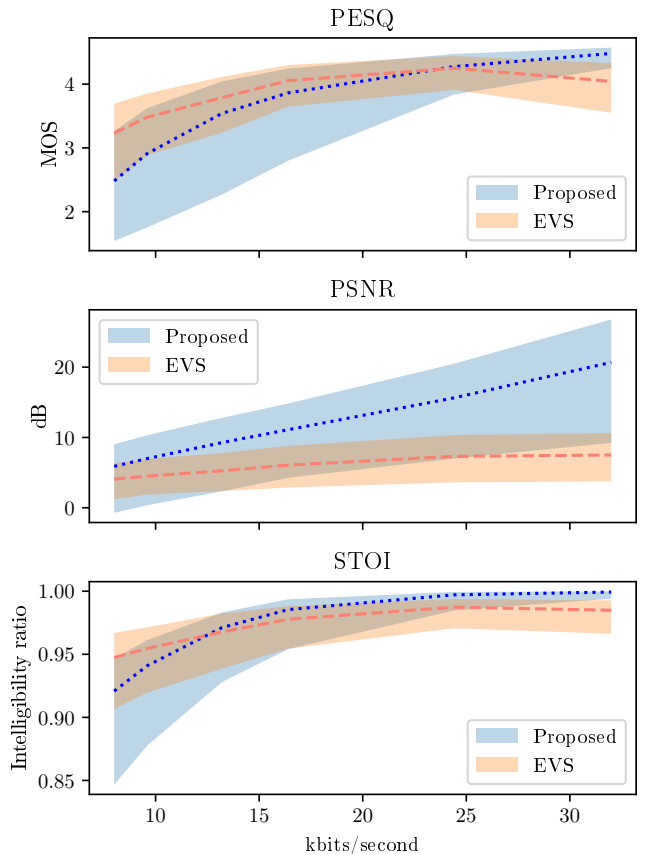 PESQ
MOS
4
3
2
Proposed
EVS
PSNR
dB
20
10
0
Proposed
EVS
STOI
Intelligibility ratio
1.00
0.95
0.90
0.85
Proposed
EVS
10 15 20 25 30
kbits/second